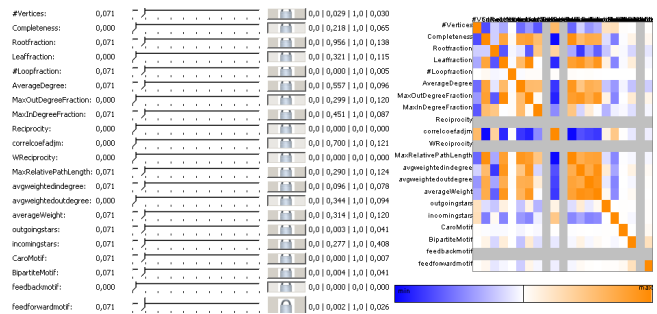 #Vertices: 0,071 0,0 | 0,029 | 1,0 | 0,030
Completeness: 0,000 0,0 | 0,218 | 1,0 | 0,065
Rootfraction: 0,071 0,0 | 0,956 | 1,0 | 0,138
Leaffraction: 0,000 0,0 | 0,321 | 1,0 | 0,115
#Loopfraction: 0,071 0,0 | 0,000 | 1,0 | 0,005
AverageDegree: 0,071 0,0 | 0,557 | 1,0 | 0,096
MaxOutDegreeFraction: 0,000 0,0 | 0,299 | 1,0 | 0,120
MaxInDegreeFraction: 0,071 0,0 | 0,451 | 1,0 | 0,087
Reciprocity: 0,000 0,0 | 0,000 | 0,0 | 0,000
correlcoefadjm: 0,000 0,0 | 0,700 | 1,0 | 0,121
WReciprocity: 0,000 0,0 | 0,000 | 0,0 | 0,000
MaxRelativePathLength: 0,071 0,0 | 0,290 | 1,0 | 0,124
avgweightedindegree: 0,071 0,0 | 0,096 | 1,0 | 0,078
avgweightedoutdegree: 0,000 0,0 | 0,344 | 1,0 | 0,094
averageWeight: 0,071 0,0 | 0,314 | 1,0 | 0,120
outgoingstars: 0,071 0,0 | 0,003 | 1,0 | 0,041
incomingstars: 0,071 0,0 | 0,277 | 1,0 | 0,408
CaroMotif: 0,071 0,0 | 0,000 | 1,0 | 0,007
BipartiteMotif: 0,071 0,0 | 0,004 | 1,0 | 0,041
feedbackmotif: 0,000 0,0 | 0,000 | 0,0 | 0,000
feedforwardmotif: 0,071 0,0 | 0,002 | 1,0 | 0,026
#Vertices
Completeness
Rootfraction
Leaffraction
#Loopfraction
AverageDegree
MaxOutDegreeFraction
MaxInDegreeFraction
Reciprocity
correlcoefadjm
WReciprocity
MaxRelativePathLength
avgweightedindegree
avgweightedoutdegree
averageWeight
outgoingstars
incomingstars
CaroMotif
BipartiteMotif
feedbackmotif
feedforwardmotif